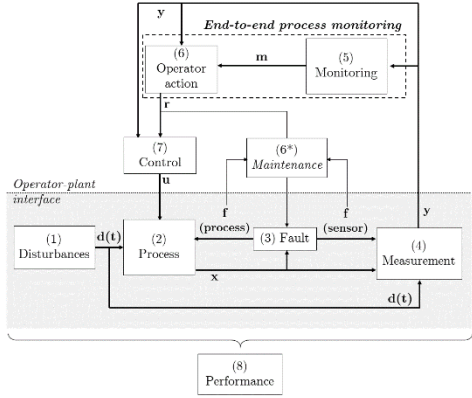 y
End-to-end process monitoring
(6)
Operator
action
m
(5)
Monitoring
r
(7)
Control
(6*)
Maintenance
Operator-plant
interface
u
f
f
y
(process)
(sensor)
(1)
Disturbances
d(t)
(2)
Process
(3) Fault
(4)
Measurement
x
d(t)
(8)
Performance